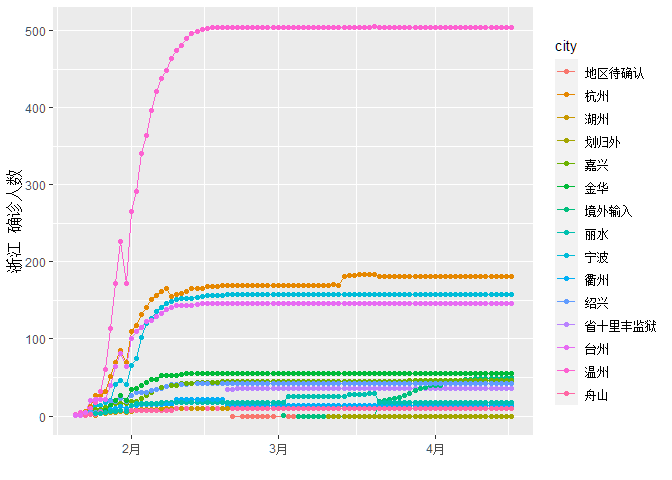 浙江 确诊人数
500
400
300
200
100
0
2月
3月
4月
city
地区待确认
杭州
湖州
划归外
嘉兴
金华
境外输入
丽水
宁波
衢州
绍兴
省十里丰监狱
台州
温州
舟山